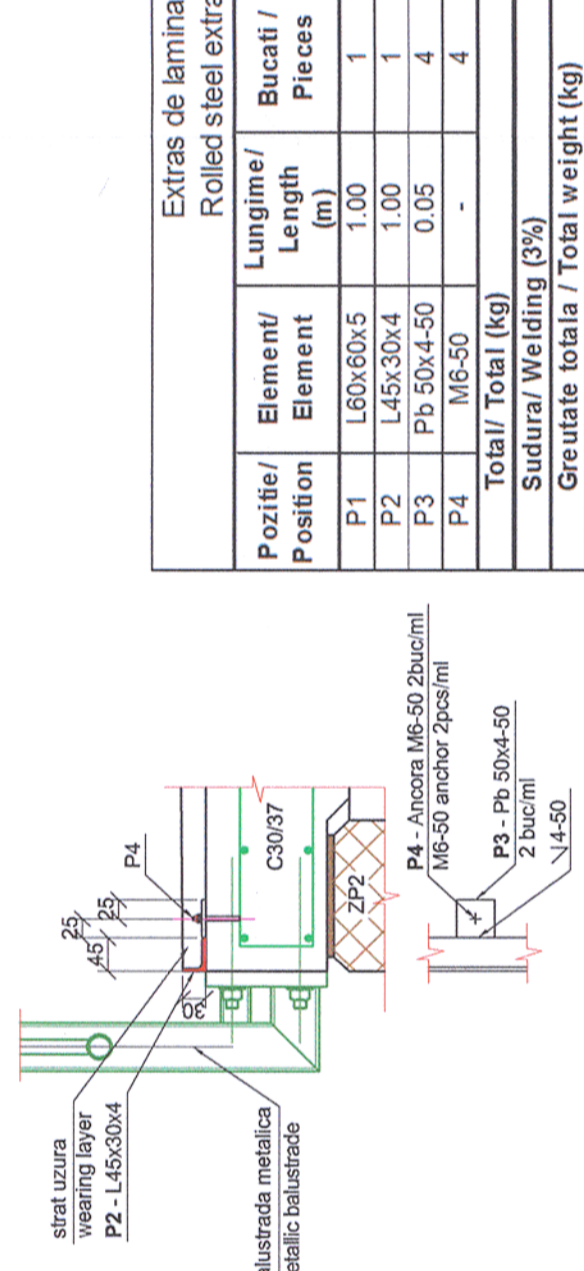 strat uzura
wearing layer
P2 - L45x30x4
45
25
25
P4
30
C30/37
ZP2
alustrada metalica
etallic balustrade
P4 - Ancora M6-50 2buc/ml
M6-50 anchor 2pcs/ml
P3 - Pb 50x4-50
2 buc/ml
4-50
Extras de lamina
Rolled steel extra
Pozitie/ Element/ Lungime/ Bucati /
Position Element Length Pieces
(m)
P1 L60x60x5 1.00 1
P2 L45x30x4 1.00 1
P3 Pb 50x4-50 0.05 4
P4 M6-50 - 4
Total/ Total (kg)
Sudura/ Welding (3%)
Greutate totala / Total weight (kg)